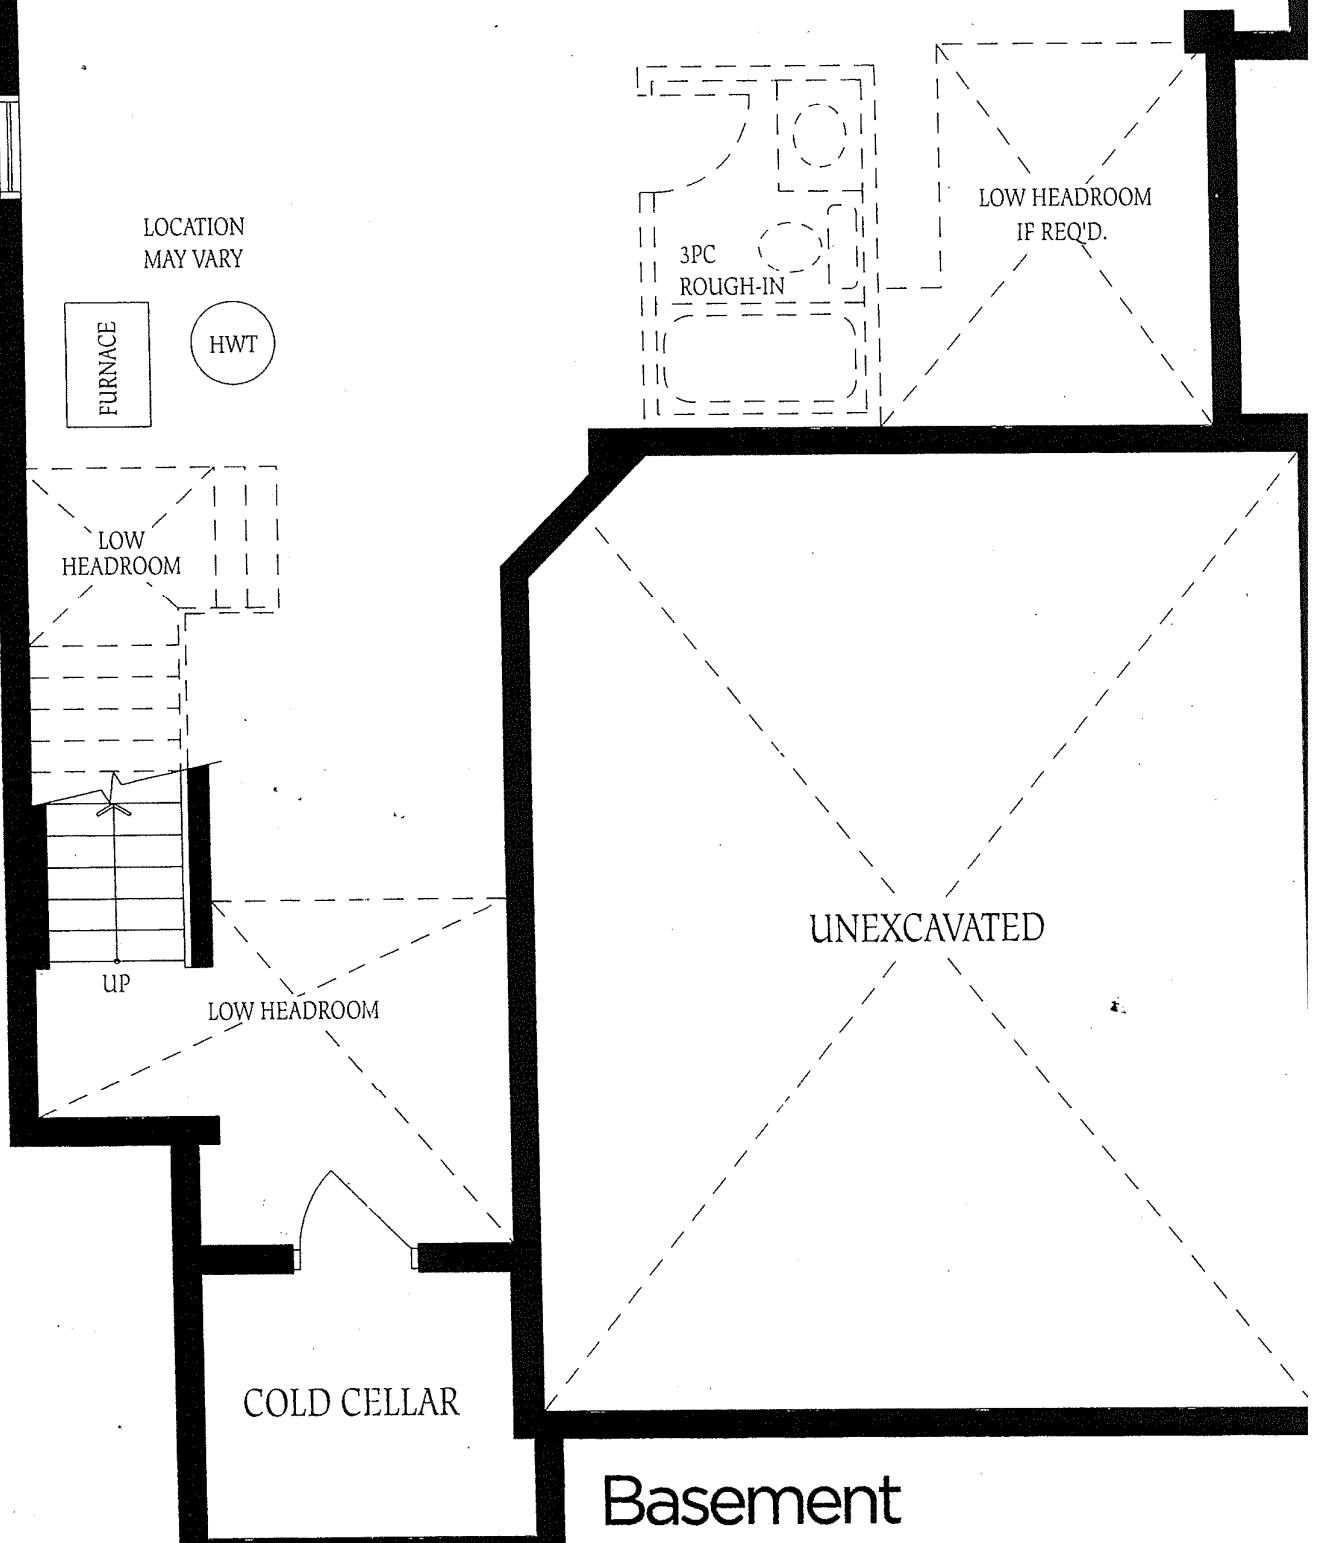 LOW HEADROOM
IF REQ'D.
LOCATION
MAY VARY
3PC
ROUGH-IN
FURNACE
HWT
LOW
HEADROOM
UNEXCAVATED
UP
LOW HEADROOM
COLD CELLAR
Basement